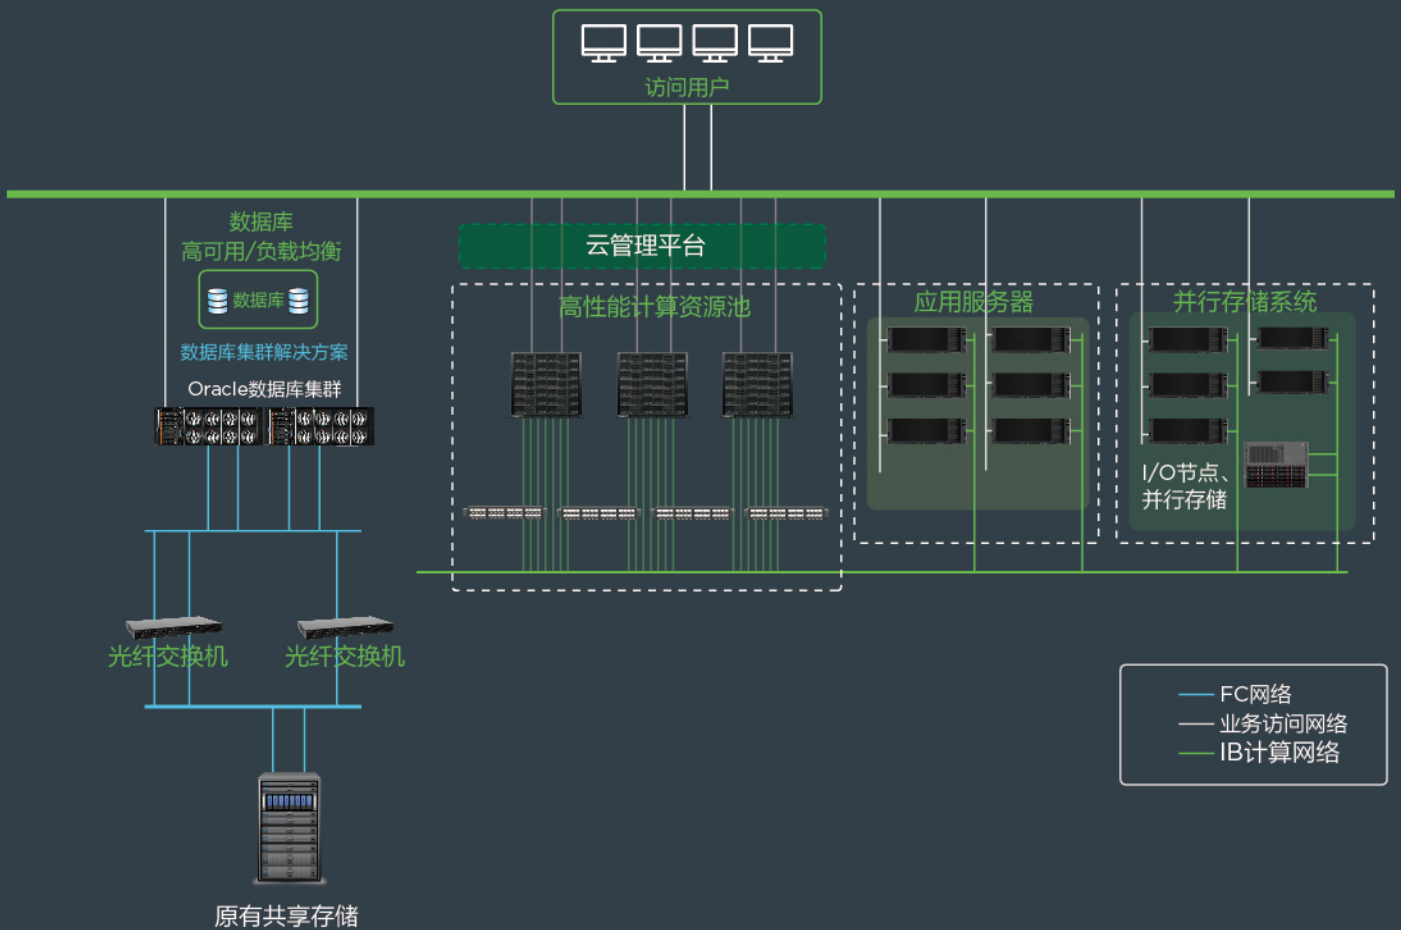 访问用户
数据库
高可用/负载均衡
数据库
数据库集群解决方案
Oracle数据库集群
云管理平台
高性能计算资源池
应用服务器
并行存储系统
I/O节点、
并行存储
光纤交换机
光纤交换机
原有共享存储
FC网络
业务访问网络
IB计算网络